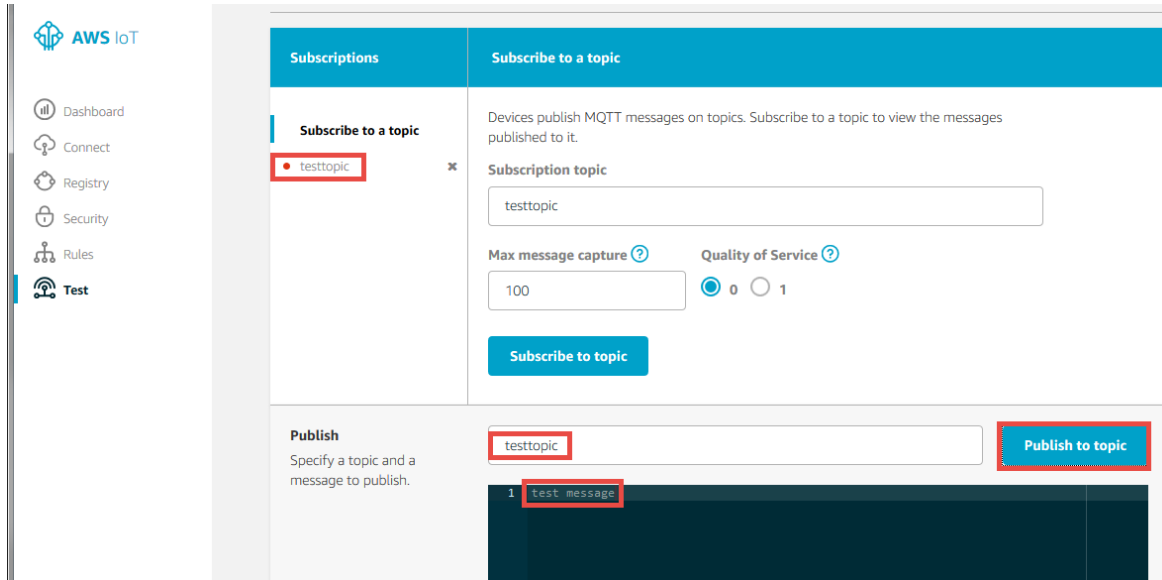 AWS IoT
Dashboard
Connect
Registry
Security
Rules
Test
Subscriptions
Subscribe to a topic
Subscribe to a topic
testtopic ✖
Devices publish MQTT messages on topics. Subscribe to a topic to view the messages
published to it.
Subscription topic
testtopic
Max message capture ? Quality of Service ?
100 0 1
Subscribe to topic
Publish
Specify a topic and a
message to publish.
testtopic
Publish to topic
1 test message